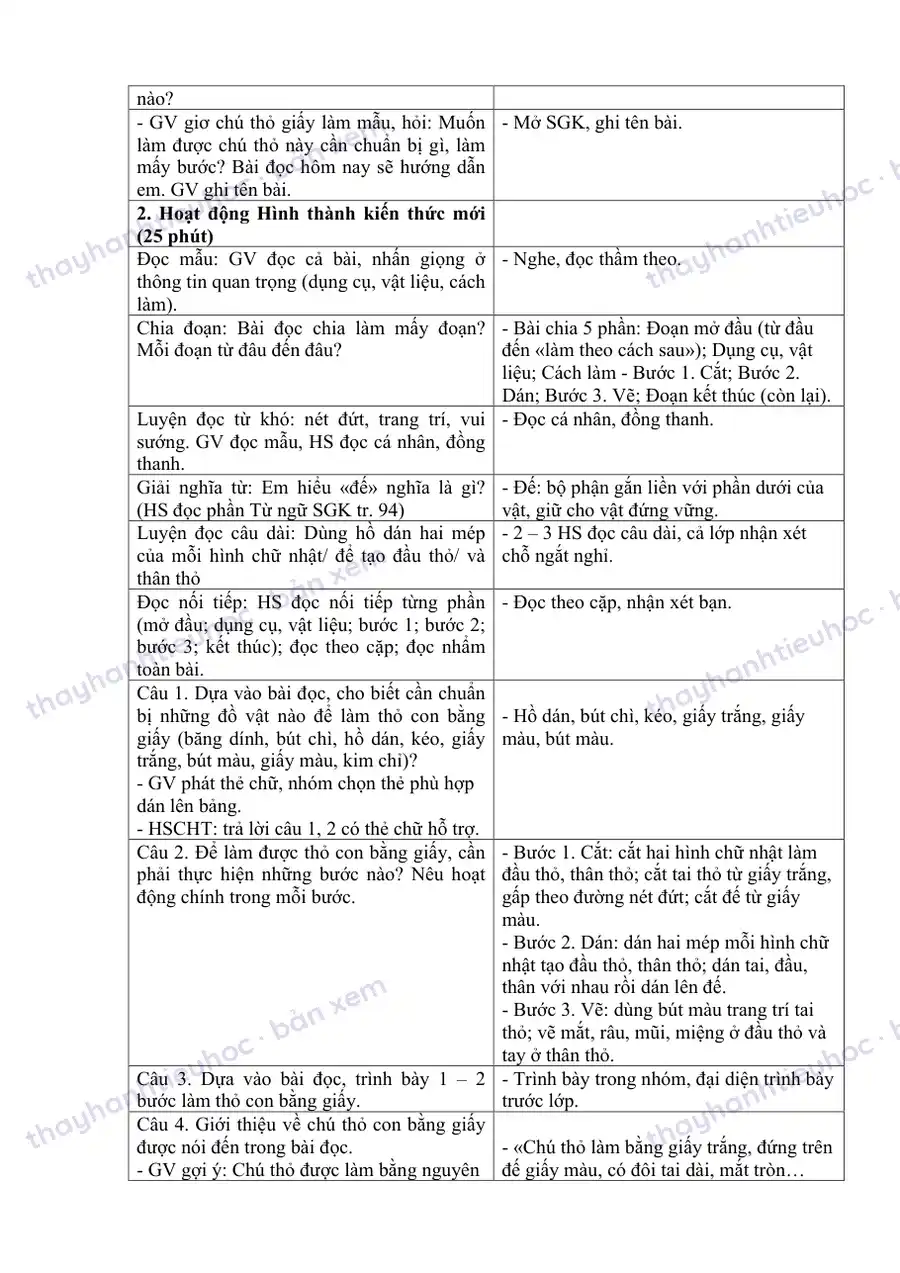 nào?
- GV giơ chú thỏ giấy làm mẫu, hỏi: Muốn
làm được chú thỏ này cần chuẩn bị gì, làm
mấy bước? Bài đọc hôm nay sẽ hướng dẫn
em. GV ghi tên bài.
- Mở SGK, ghi tên bài.
2. Hoạt động Hình thành kiến thức mới
(25 phút)
Đọc mẫu: GV đọc cả bài, nhấn giọng ở
thông tin quan trọng (dụng cụ, vật liệu, cách
làm).
- Nghe, đọc thầm theo.
Chia đoạn: Bài đọc chia làm mấy đoạn?
Mỗi đoạn từ đâu đến đâu?
- Bài chia 5 phần: Đoạn mở đầu (từ đầu
đến «làm theo cách sau»); Dụng cụ, vật
liệu; Cách làm - Bước 1. Cắt; Bước 2.
Dán; Bước 3. Vẽ; Đoạn kết thúc (còn lại).
Luyện đọc từ khó: nét đứt, trang trí, vui
sướng. GV đọc mẫu, HS đọc cá nhân, đồng
thanh.
- Đọc cá nhân, đồng thanh.
Giải nghĩa từ: Em hiểu «đế» nghĩa là gì?
(HS đọc phần Từ ngữ SGK tr. 94)
- Đế: bộ phận gắn liền với phần dưới của
vật, giữ cho vật đứng vững.
Luyện đọc câu dài: Dùng hồ dán hai mép
của mỗi hình chữ nhật/ để tạo đầu thỏ/ và
thân thỏ
- 2 – 3 HS đọc câu dài, cả lớp nhận xét
chỗ ngắt nghỉ.
Đọc nối tiếp: HS đọc nối tiếp từng phần
(mở đầu; dụng cụ, vật liệu; bước 1; bước 2;
bước 3; kết thúc); đọc theo cặp; đọc nhẩm
toàn bài.
- Đọc theo cặp, nhận xét bạn.
Câu 1. Dựa vào bài đọc, cho biết cần chuẩn
bị những đồ vật nào để làm thỏ con bằng
giấy (băng dính, bút chì, hồ dán, kéo, giấy
trắng, bút màu, giấy màu, kim chỉ)?
- GV phát thẻ chữ, nhóm chọn thẻ phù hợp
dán lên bảng.
- HSCHT: trả lời câu 1, 2 có thẻ chữ hỗ trợ.
- Hồ dán, bút chì, kéo, giấy trắng, giấy
màu, bút màu.
Câu 2. Để làm được thỏ con bằng giấy, cần
phải thực hiện những bước nào? Nêu hoạt
động chính trong mỗi bước.
- Bước 1. Cắt: cắt hai hình chữ nhật làm
đầu thỏ, thân thỏ; cắt tai thỏ từ giấy trắng,
gấp theo đường nét đứt; cắt đế từ giấy
màu.
- Bước 2. Dán: dán hai mép mỗi hình chữ
nhật tạo đầu thỏ, thân thỏ; dán tai, đầu,
thân với nhau rồi dán lên đế.
- Bước 3. Vẽ: dùng bút màu trang trí tai
thỏ; vẽ mắt, râu, mũi, miệng ở đầu thỏ và
tay ở thân thỏ.
Câu 3. Dựa vào bài đọc, trình bày 1 – 2
bước làm thỏ con bằng giấy.
- Trình bày trong nhóm, đại diện trình bày
trước lớp.
Câu 4. Giới thiệu về chú thỏ con bằng giấy
được nói đến trong bài đọc.
- GV gợi ý: Chú thỏ được làm bằng nguyên
- «Chú thỏ làm bằng giấy trắng, đứng trên
đế giấy màu, có đôi tai dài, mắt tròn…
thayhanhtieuhoc · bản xem
thayhanhtieuhoc · b
thayhanhtieuhoc · bản xem
thayhanhtieuhoc · b
thayhanhtieuhoc · bản xem
thayhanhtieuhoc · b